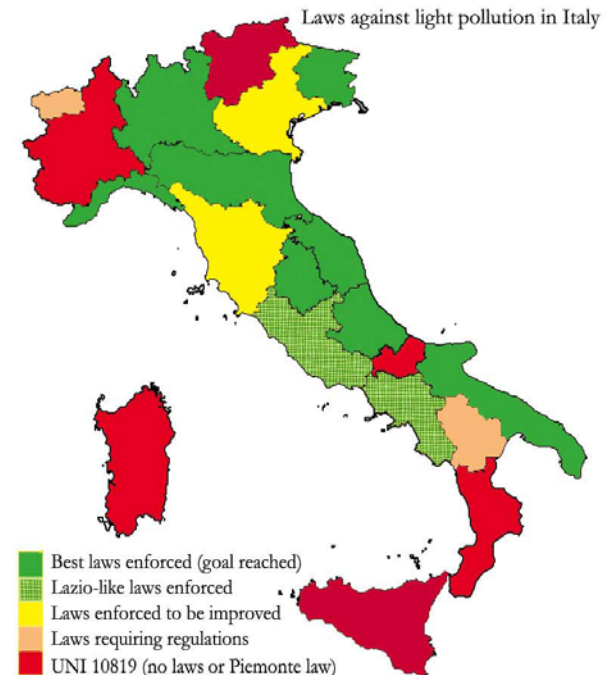 Laws against light pollution in Italy
Best laws enforced (goal reached)
Lazio-like laws enforced
Laws enforced to be improved
Laws requiring regulations
UNI 10819 (no laws or Piemonte law)